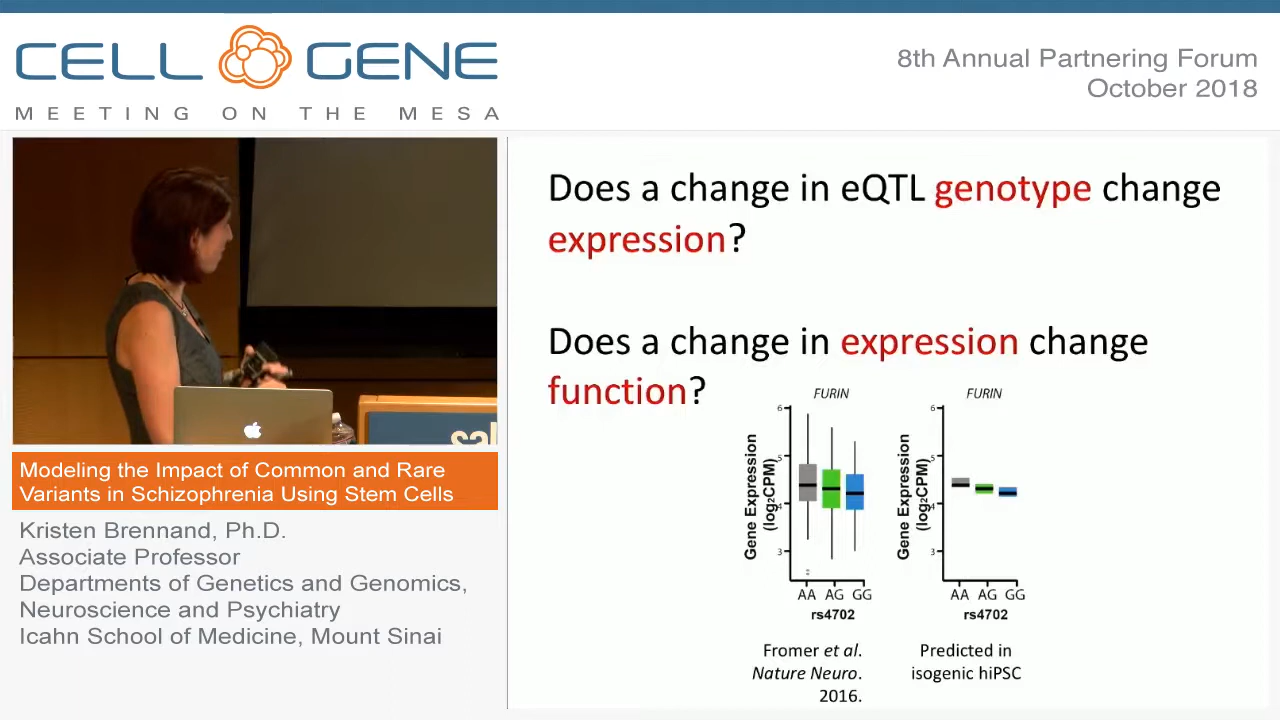 CELL GENE
MEETING ON THE MESA
8th Annual Partnering Forum
October 2018
Does a change in eQTL genotype change
expression?
Does a change in expression change
function?
FURIN
Gene Expression
(log2CPM)
6
5
4
3
AA AG GG
rs4702
Fromer et al.
Nature Neuro.
2016.
FURIN
Gene Expression
(log2CPM)
6
5
4
3
AA AG GG
rs4702
Predicted in
isogenic hiPSC
sal
Modeling the Impact of Common and Rare
Variants in Schizophrenia Using Stem Cells
Kristen Brennand, Ph.D.
Associate Professor
Departments of Genetics and Genomics,
Neuroscience and Psychiatry
Icahn School of Medicine, Mount Sinai